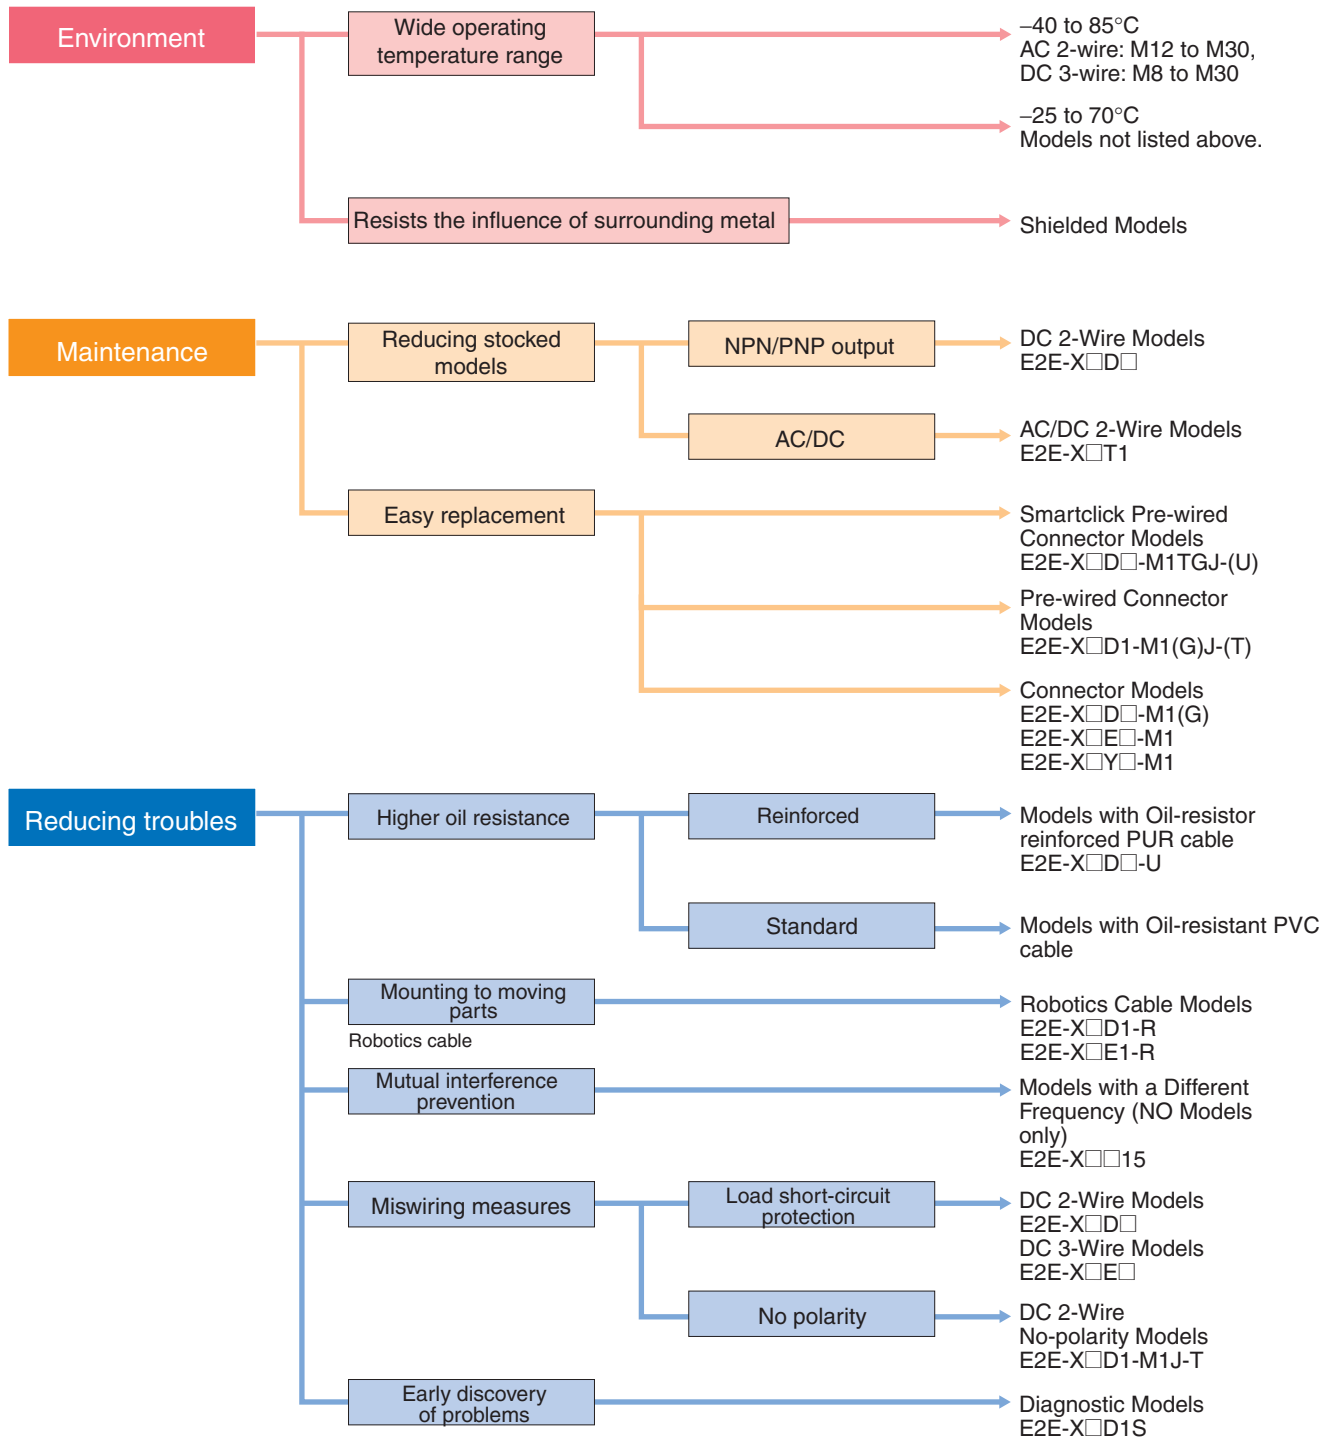 Environment
Wide operating
temperature range
–40 to 85°C
AC 2-wire: M12 to M30,
DC 3-wire: M8 to M30
–25 to 70°C
Models not listed above.
Resists the influence of surrounding metal
Shielded Models
Maintenance
Reducing stocked
models
NPN/PNP output
DC 2-Wire Models
E2E-X□D□
AC/DC
AC/DC 2-Wire Models
E2E-X□T1
Easy replacement
Smartclick Pre-wired
Connector Models
E2E-X□D□-M1TGJ-(U)
Pre-wired Connector
Models
E2E-X□D1-M1(G)J-(T)
Connector Models
E2E-X□D□-M1(G)
E2E-X□E□-M1
E2E-X□Y□-M1
Reducing troubles
Higher oil resistance
Reinforced
Models with Oil-resistor
reinforced PUR cable
E2E-X□D□-U
Standard
Models with Oil-resistant PVC
cable
Mounting to moving
parts
Robotics cable
Robotics Cable Models
E2E-X□D1-R
E2E-X□E1-R
Mutual interference
prevention
Models with a Different
Frequency (NO Models
only)
E2E-X□□15
Miswiring measures
Load short-circuit
protection
DC 2-Wire Models
E2E-X□D□
DC 3-Wire Models
E2E-X□E□
No polarity
DC 2-Wire
No-polarity Models
E2E-X□D1-M1J-T
Early discovery
of problems
Diagnostic Models
E2E-X□D1S